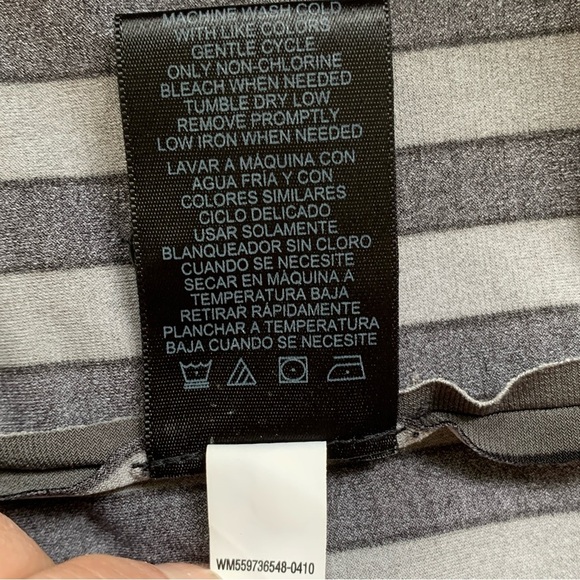 MACHINE WASH COLD
WITH LIKE COLORS
GENTLE CYCLE
ONLY NON-CHLORINE
BLEACH WHEN NEEDED
TUMBLE DRY LOW
REMOVE PROMPTLY
LOW IRON WHEN NEEDED
LAVAR A MÁQUINA CON
AGUA FRÍA Y CON
COLORES SIMILARES
CICLO DELICADO
USAR SOLAMENTE
BLANQUEADOR SIN CLORO
CUANDO SE NECESITE
SECAR EN MÁQUINA A
TEMPERATURA BAJA
RETIRAR RÁPIDAMENTE
PLANCHAR A TEMPERATURA
BAJA CUANDO SE NECESITE
WM559736548-0410